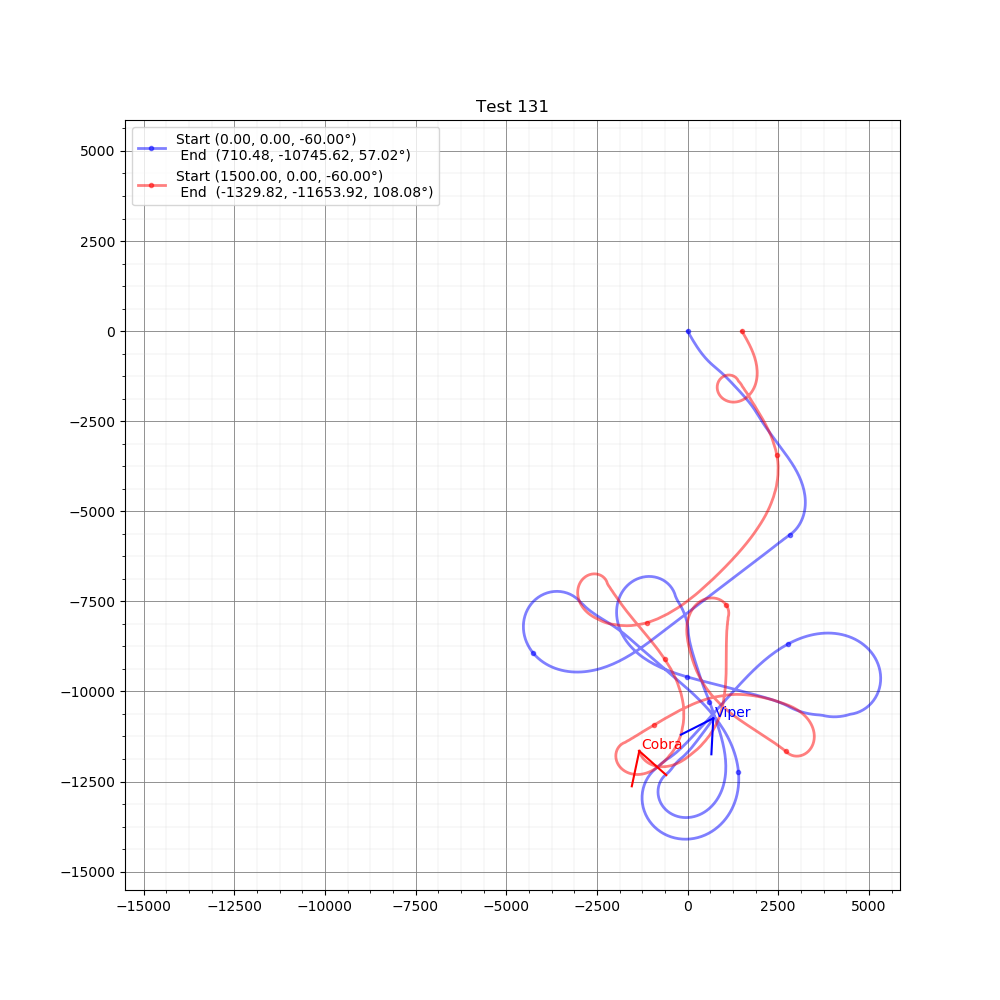 Test 131
Start (0.00, 0.00, -60.00°)
End (710.48, -10745.62, 57.02°)
Start (1500.00, 0.00, -60.00°)
End (-1329.82, -11653.92, 108.08°)
5000
2500
0
−2500
−5000
−7500
−10000
−12500
−15000
Viper
Cobra
−15000 −12500 −10000 −7500 −5000 −2500 0 2500 5000